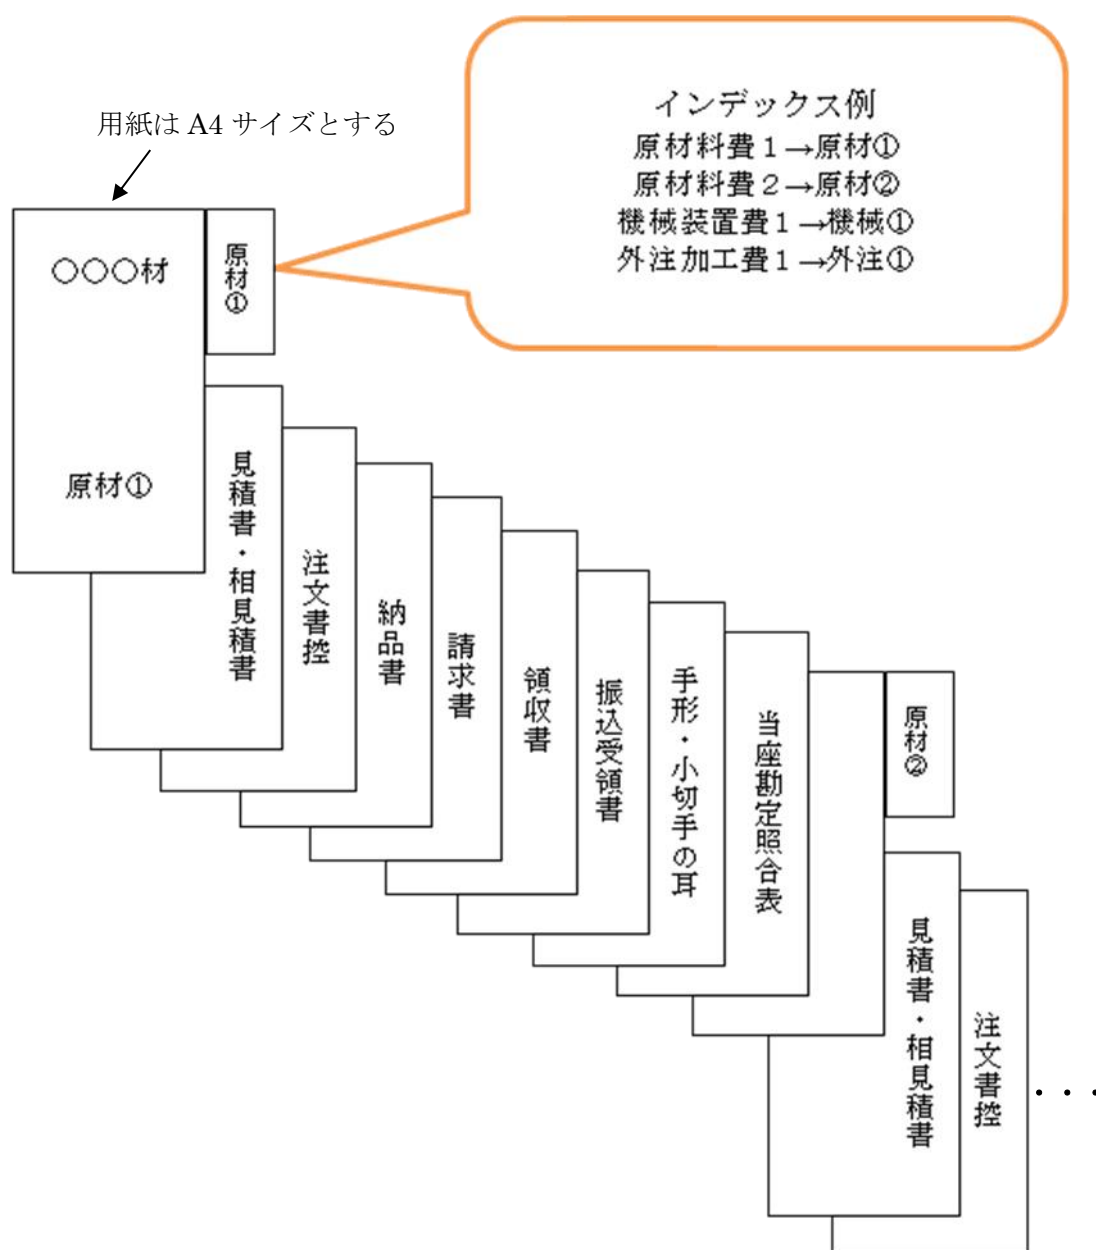 インデックス例
原材料費１→原材①
原材料費２→原材②
機械装置費１→機械①
外注加工費１→外注①
用紙は A4 サイズとする
〇〇〇材
原材①
原材①
見積書・相見積書
注文書控
納品書
請求書
領収書
振込受領書
手形・小切手の耳
当座勘定照合表
原材②
見積書・相見積書
注文書控
・・・